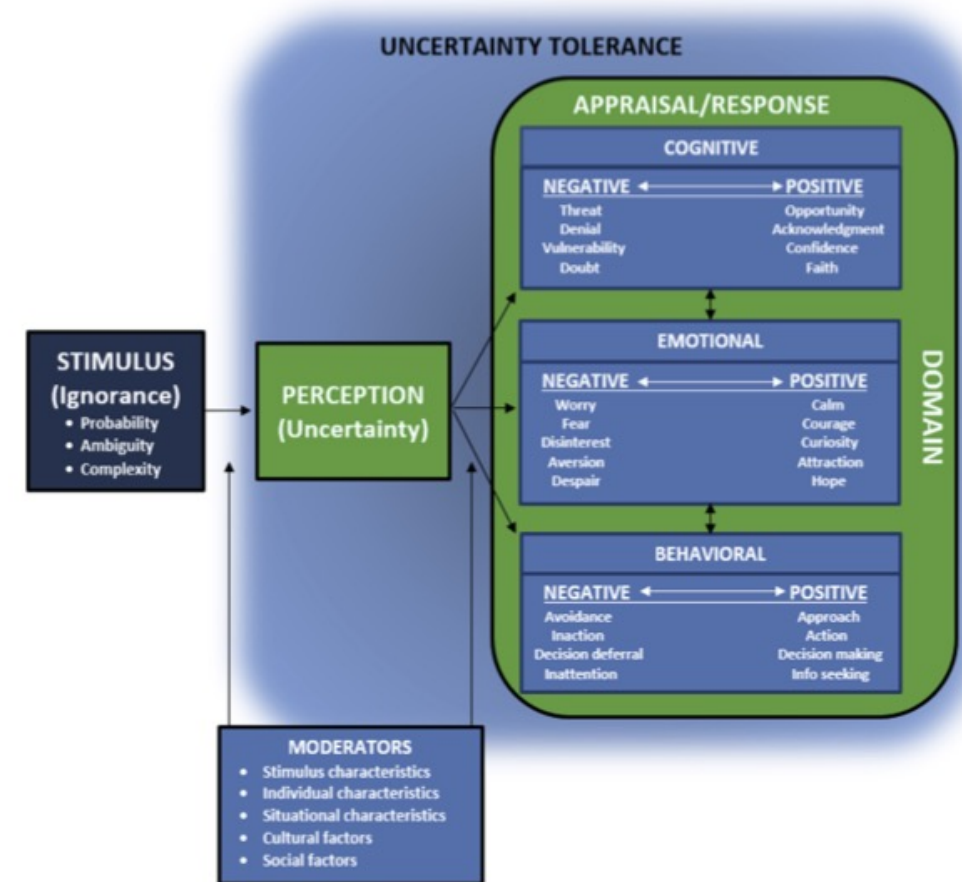 UNCERTAINTY TOLERANCE
APPRAISAL/RESPONSE
COGNITIVE
NEGATIVE POSITIVE
Threat Opportunity
Denial Acknowledgment
Vulnerability Confidence
Doubt Faith
STIMULUS
(Ignorance)
• Probability
• Ambiguity
• Complexity
PERCEPTION
(Uncertainty)
EMOTIONAL
NEGATIVE POSITIVE
Worry Calm
Fear Courage
Disinterest Curiosity
Aversion Attraction
Despair Hope
DOMAIN
BEHAVIORAL
NEGATIVE POSITIVE
Avoidance Approach
Inaction Action
Decision deferral Decision making
Inattention Info seeking
MODERATORS
• Stimulus characteristics
• Individual characteristics
• Situational characteristics
• Cultural factors
• Social factors